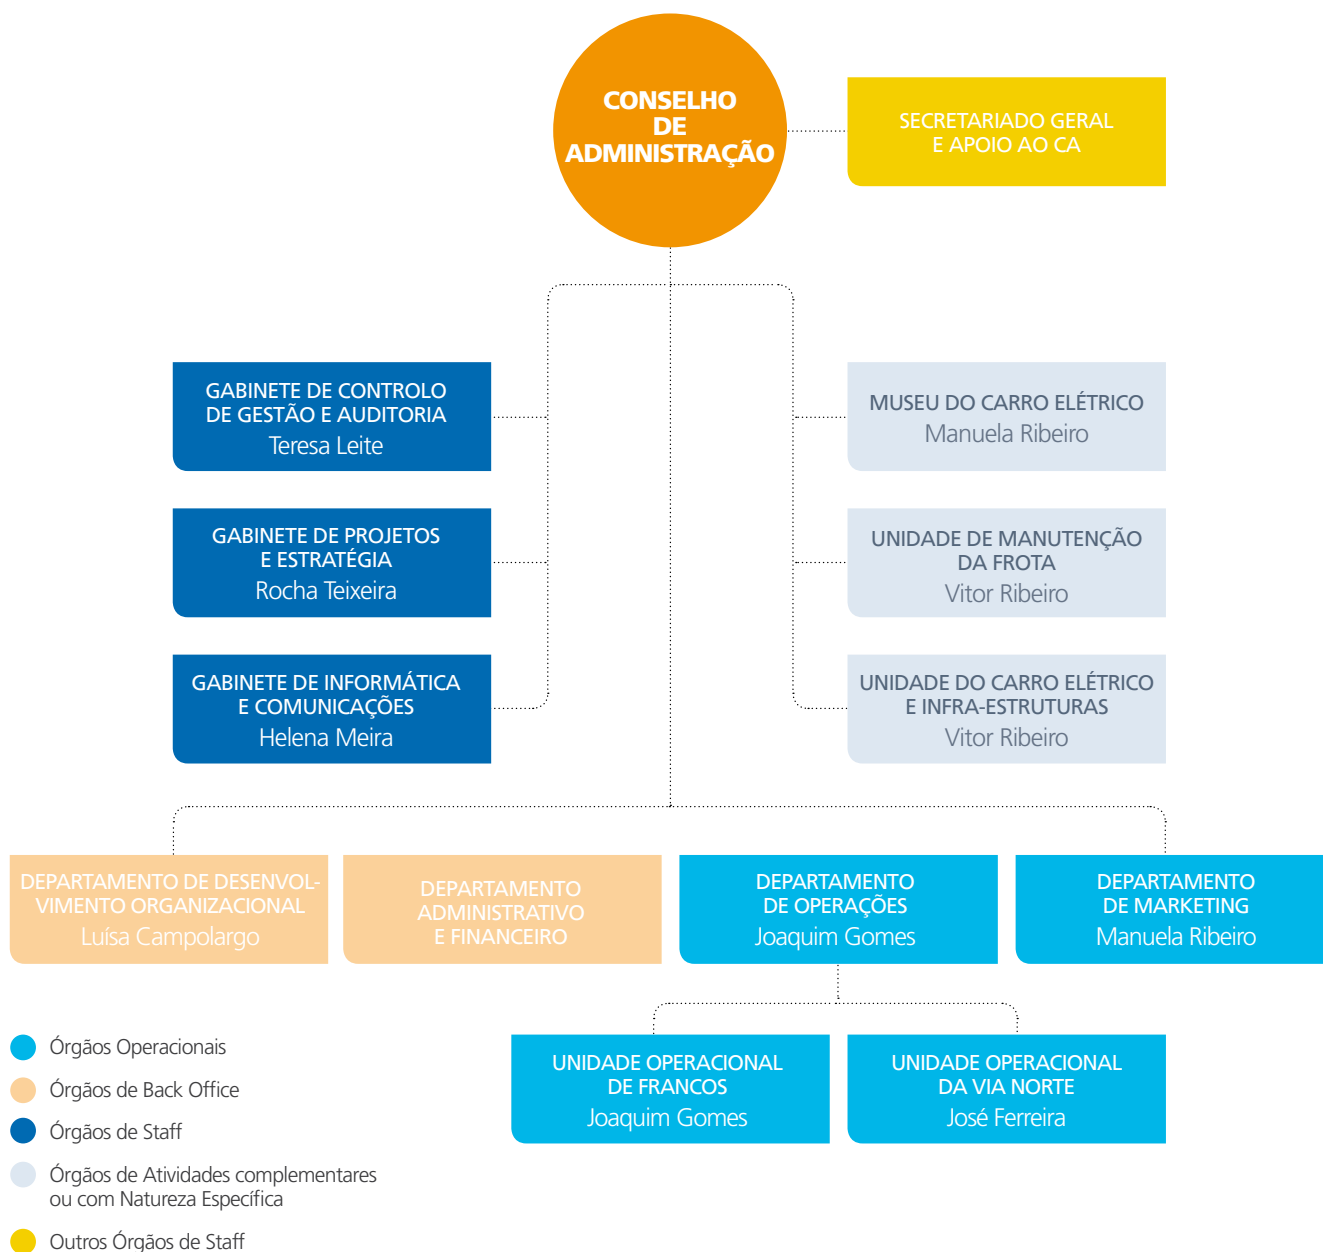 CONSELHO
DE
ADMINISTRAÇÃO
SECRETARIADO GERAL
E APOIO AO CA
GABINETE DE CONTROLO
DE GESTÃO E AUDITORIA
Teresa Leite
MUSEU DO CARRO ELÉTRICO
Manuela Ribeiro
GABINETE DE PROJETOS
E ESTRATÉGIA
Rocha Teixeira
UNIDADE DE MANUTENÇÃO
DA FROTA
Vitor Ribeiro
GABINETE DE INFORMÁTICA
E COMUNICAÇÕES
Helena Meira
UNIDADE DO CARRO ELÉTRICO
E INFRA-ESTRUTURAS
Vitor Ribeiro
DEPARTAMENTO DE DESENVOL-
VIMENTO ORGANIZACIONAL
Luísa Campolargo
DEPARTAMENTO
ADMINISTRATIVO
E FINANCEIRO
DEPARTAMENTO
DE OPERAÇÕES
Joaquim Gomes
DEPARTAMENTO
DE MARKETING
Manuela Ribeiro
UNIDADE OPERACIONAL
DE FRANCOS
Joaquim Gomes
UNIDADE OPERACIONAL
DA VIA NORTE
José Ferreira
Órgãos Operacionais
Órgãos de Back Office
Órgãos de Staff
Órgãos de Atividades complementares
ou com Natureza Específica
Outros Órgãos de Staff